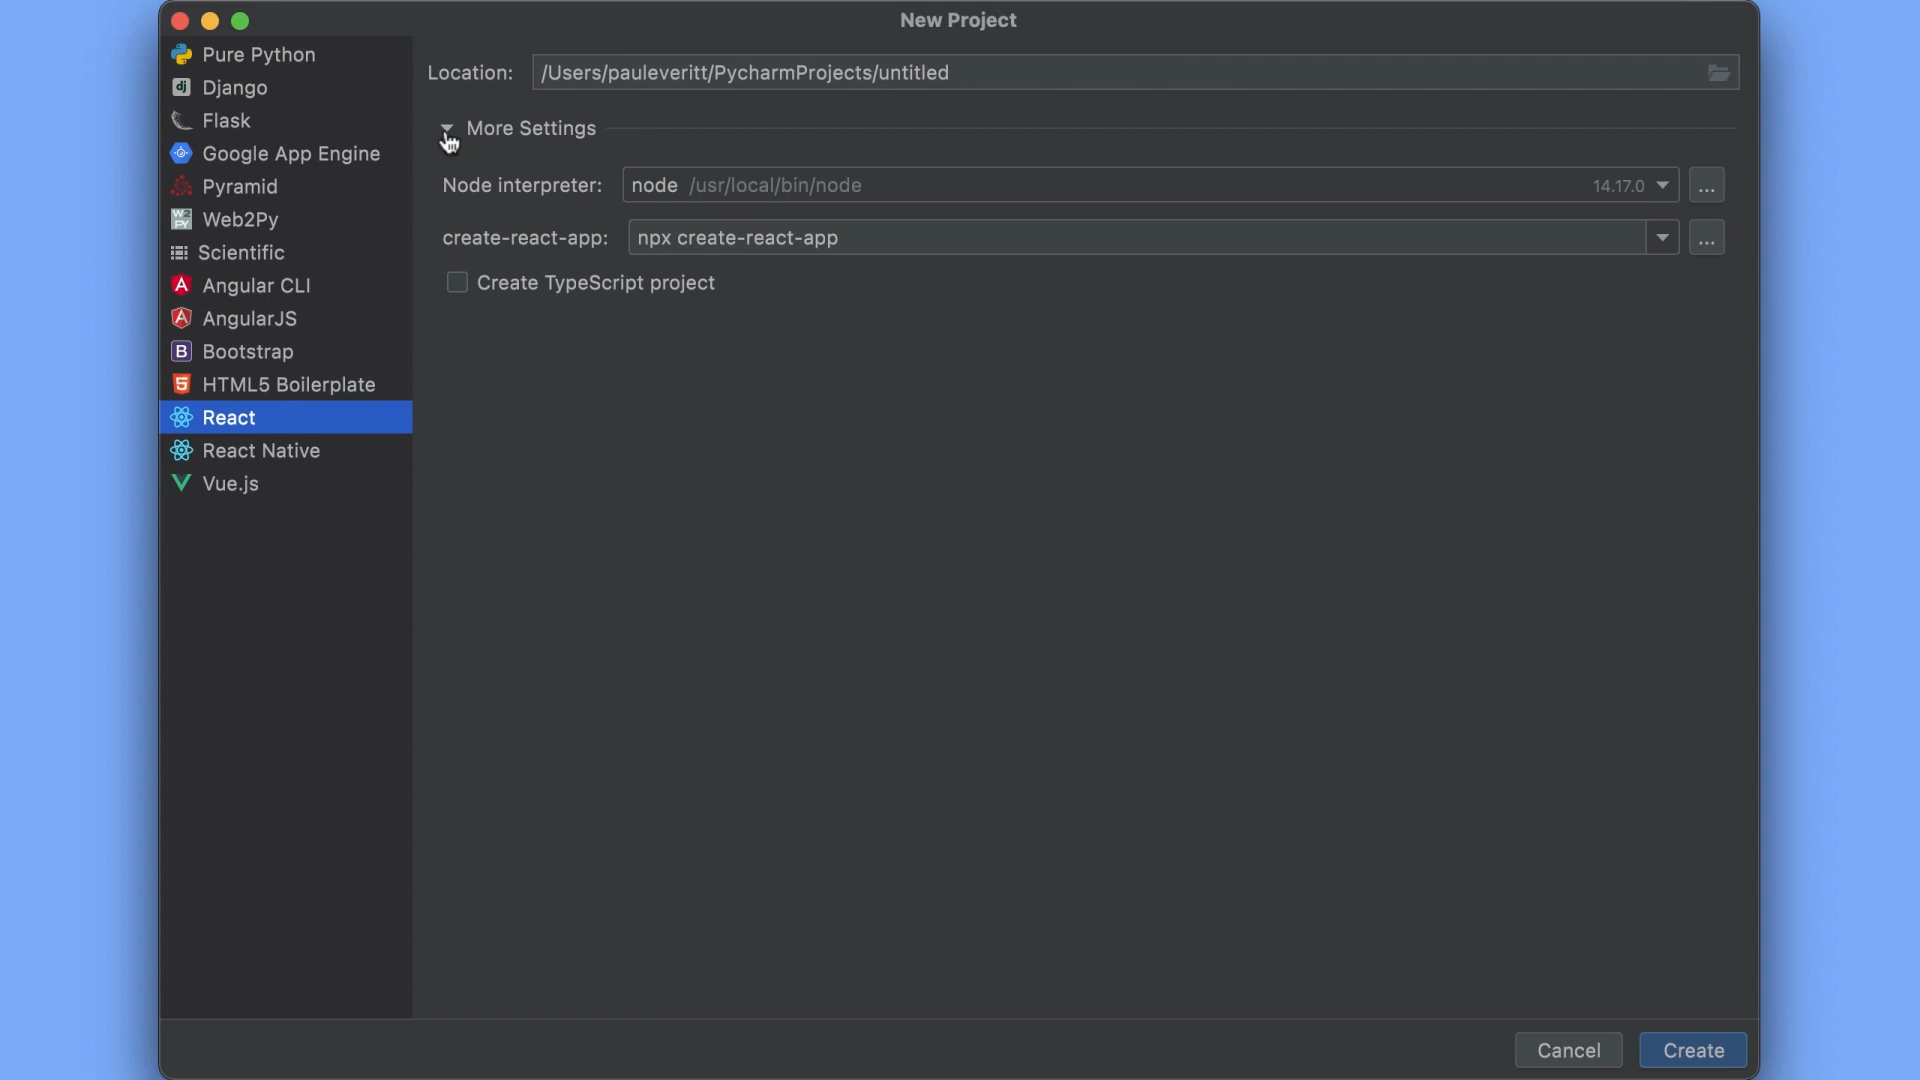 New Project
Pure Python
Django
Flask
Google App Engine
Pyramid
Web2Py
Scientific
Angular CLI
AngularJS
Bootstrap
HTML5 Boilerplate
React
React Native
Vue.js
Location: /Users/pauleveritt/PycharmProjects/untitled
More Settings
Node interpreter: node /usr/local/bin/node 14.17.0 ...
create-react-app: npx create-react-app ...
Create TypeScript project
Cancel Create